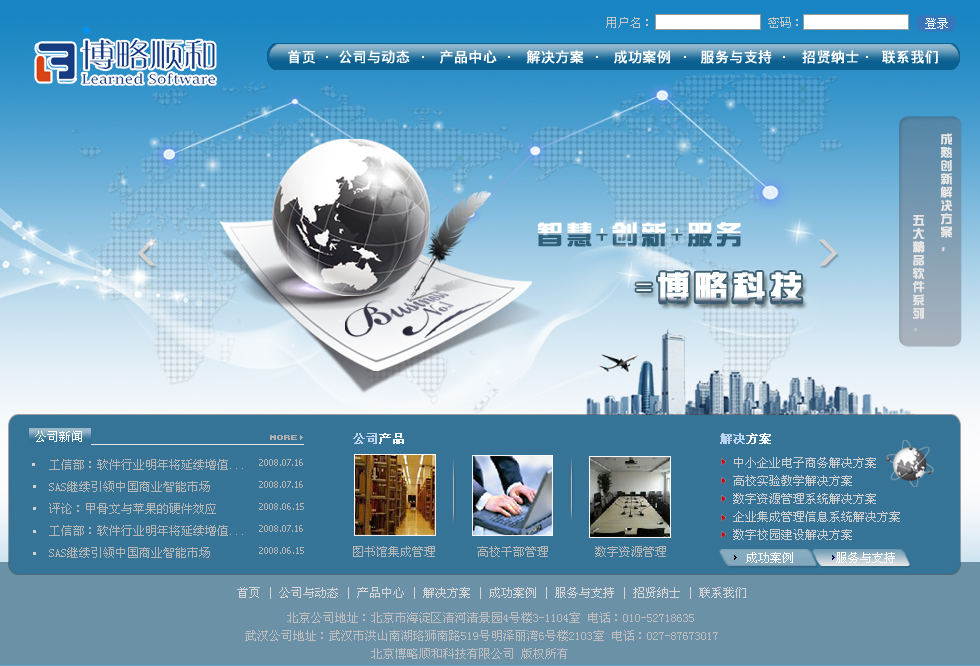 用户名： 密码： 登录
博略顺和
Learned Software
首页 · 公司与动态 · 产品中心 · 解决方案 · 成功案例 · 服务与支持 · 招贤纳士 · 联系我们
成熟创新解决方案，
五大精品软件系列。
智慧+创新+服务
=博略科技
Business
No1
公司新闻 MORE
工信部：软件行业明年将延续增值... 2008.07.16
SAS继续引领中国商业智能市场 2008.06.15
评论：甲骨文与苹果的硬件效应 2008.06.15
工信部：软件行业明年将延续增值... 2008.07.16
SAS继续引领中国商业智能市场 2008.06.15
公司产品
图书馆集成管理 高校干部管理 数字资源管理
解决方案
中小企业电子商务解决方案
高校实验教学解决方案
数字资源管理系统解决方案
企业集成管理信息系统解决方案
数字校园建设解决方案
成功案例 服务与支持
首页 | 公司与动态 | 产品中心 | 解决方案 | 成功案例 | 服务与支持 | 招贤纳士 | 联系我们
北京公司地址：北京市海淀区清河清景园4号楼3-1104室 电话：010-52718635
武汉公司地址：武汉市洪山南湖珞狮南路519号明泽丽湾6号楼2103室 电话：027-87673017
北京博略顺和科技有限公司 版权所有